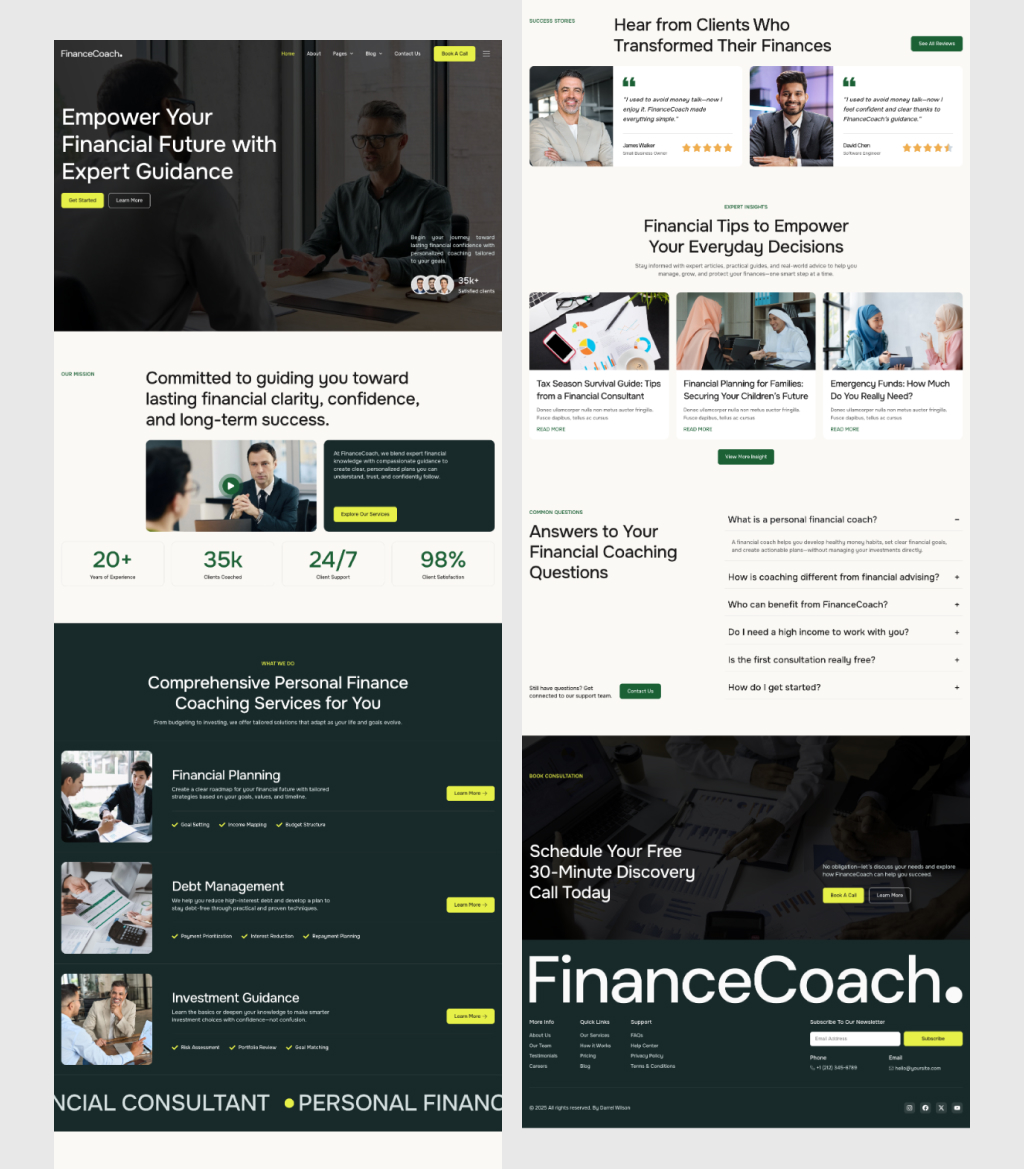 FinanceCoach.
Home About Pages Blog Contact Us Book A Call
Empower Your
Financial Future with
Expert Guidance
Get Started Learn More
Begin your journey toward
lasting financial confidence with
personalized coaching tailored
to your goals.
35k+
Satisfied clients
OUR MISSION
Committed to guiding you toward
lasting financial clarity, confidence,
and long-term success.
At FinanceCoach, we blend expert financial
knowledge with compassionate guidance to
create clear, personalized plans you can
understand, trust, and confidently follow.
Explore Our Services
20+ 35k 24/7 98%
Years of Experience Clients Coached Client Support Client Satisfaction
WHAT WE DO
Comprehensive Personal Finance
Coaching Services for You
From budgeting to investing, we offer tailored solutions that adapt as your life and goals evolve.
Financial Planning
Create a clear roadmap for your financial future with tailored
strategies based on your goals, values, and timeline.
Learn More →
Goal Setting Income Mapping Budget Structure
Debt Management
We help you reduce high-interest debt and develop a plan to
stay debt-free through practical and proven techniques.
Learn More →
Payment Prioritization Interest Reduction Repayment Planning
Investment Guidance
Learn the basics or deepen your knowledge to make smarter
investment choices with confidence—not confusion.
Learn More →
Risk Assessment Portfolio Review Goal Matching
NCIAL CONSULTANT ● PERSONAL FINANC
SUCCESS STORIES
Hear from Clients Who
Transformed Their Finances
See All Reviews
"I used to avoid money talk—now I
enjoy it. FinanceCoach made
everything simple."
James Walker
Small Business Owner
"I used to avoid money talk—now I
feel confident and clear thanks to
FinanceCoach's guidance."
David Chen
Software Engineer
EXPERT INSIGHTS
Financial Tips to Empower
Your Everyday Decisions
Stay informed with expert articles, practical guides, and real-world advice to help you
manage, grow, and protect your finances—one smart step at a time.
Tax Season Survival Guide: Tips
from a Financial Consultant
Donec ullamcorper nulla non metus auctor fringilla.
Fusce dapibus, tellus ac cursus
READ MORE
Financial Planning for Families:
Securing Your Children's Future
Donec ullamcorper nulla non metus auctor fringilla.
Fusce dapibus, tellus ac cursus
READ MORE
Emergency Funds: How Much
Do You Really Need?
Donec ullamcorper nulla non metus auctor fringilla.
Fusce dapibus, tellus ac cursus
READ MORE
View More Insight
COMMON QUESTIONS
Answers to Your
Financial Coaching
Questions
Still have questions? Get
connected to our support team.
Contact Us
What is a personal financial coach? −
A financial coach helps you develop healthy money habits, set clear financial goals,
and create actionable plans—without managing your investments directly.
How is coaching different from financial advising? +
Who can benefit from FinanceCoach? +
Do I need a high income to work with you? +
Is the first consultation really free? +
How do I get started? +
BOOK CONSULTATION
Schedule Your Free
30-Minute Discovery
Call Today
No obligation—let's discuss your needs and explore
how FinanceCoach can help you succeed.
Book A Call Learn More
FinanceCoach.
More Info
About Us
Our Team
Testimonials
Careers
Quick Links
Our Services
How It Works
Pricing
Blog
Support
FAQs
Help Center
Privacy Policy
Terms & Conditions
Subscribe To Our Newsletter
Email Address Subscribe
Phone
+1 (212) 349-6789
Email
hello@yoursite.com
© 2025 All rights reserved. By Darrel Wilson